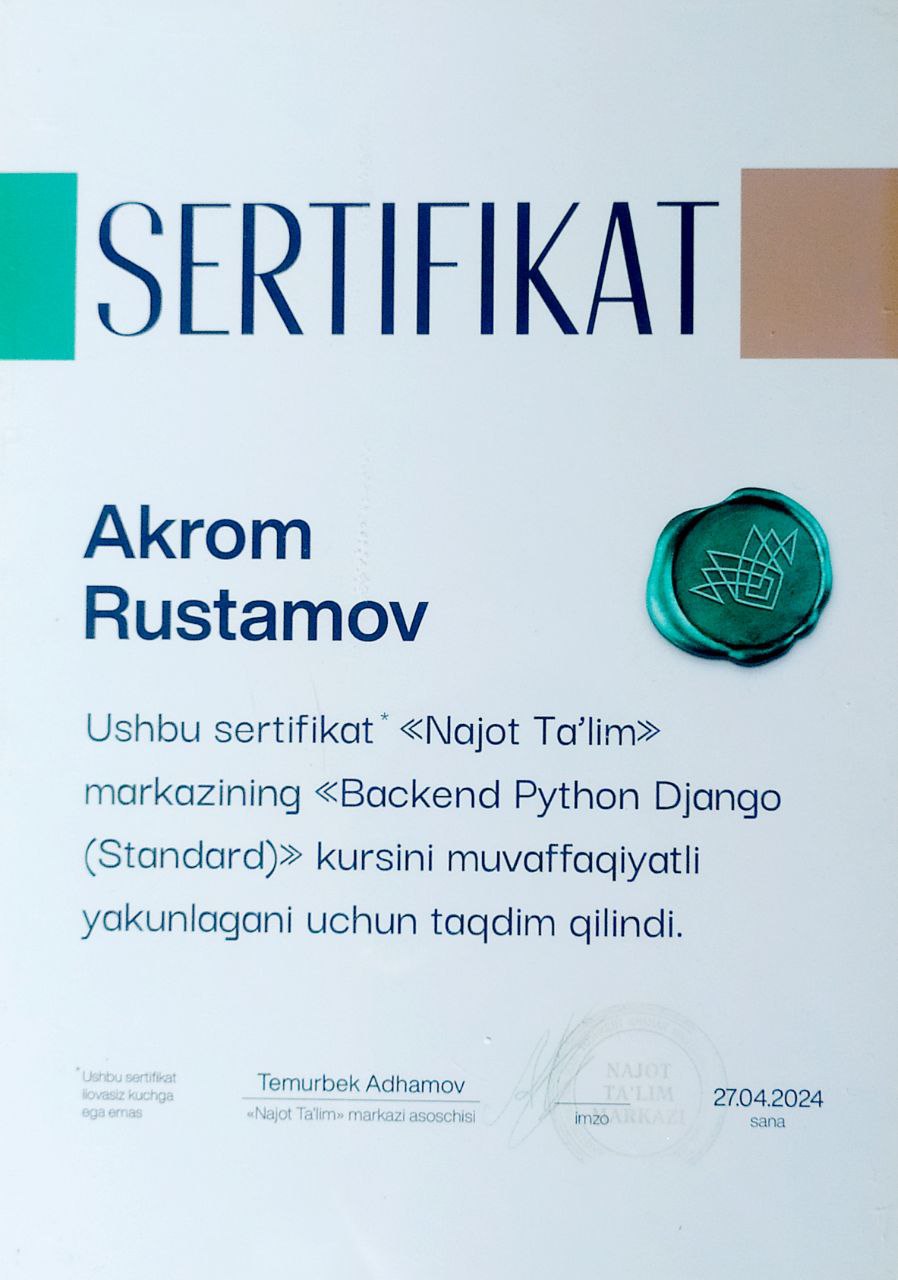 SERTIFIKAT
Akrom
Rustamov
Ushbu sertifikat* «Najot Ta'lim»
markazining «Backend Python Django
(Standard)» kursini muvaffaqiyatli
yakunlagani uchun taqdim qilindi.
*Ushbu sertifikat
ilovasiz kuchga
ega emas
Temurbek Adhamov
«Najot Ta'lim» markazi asoschisi
NAJOT
TA'LIM
MARKAZI
imzo
27.04.2024
sana